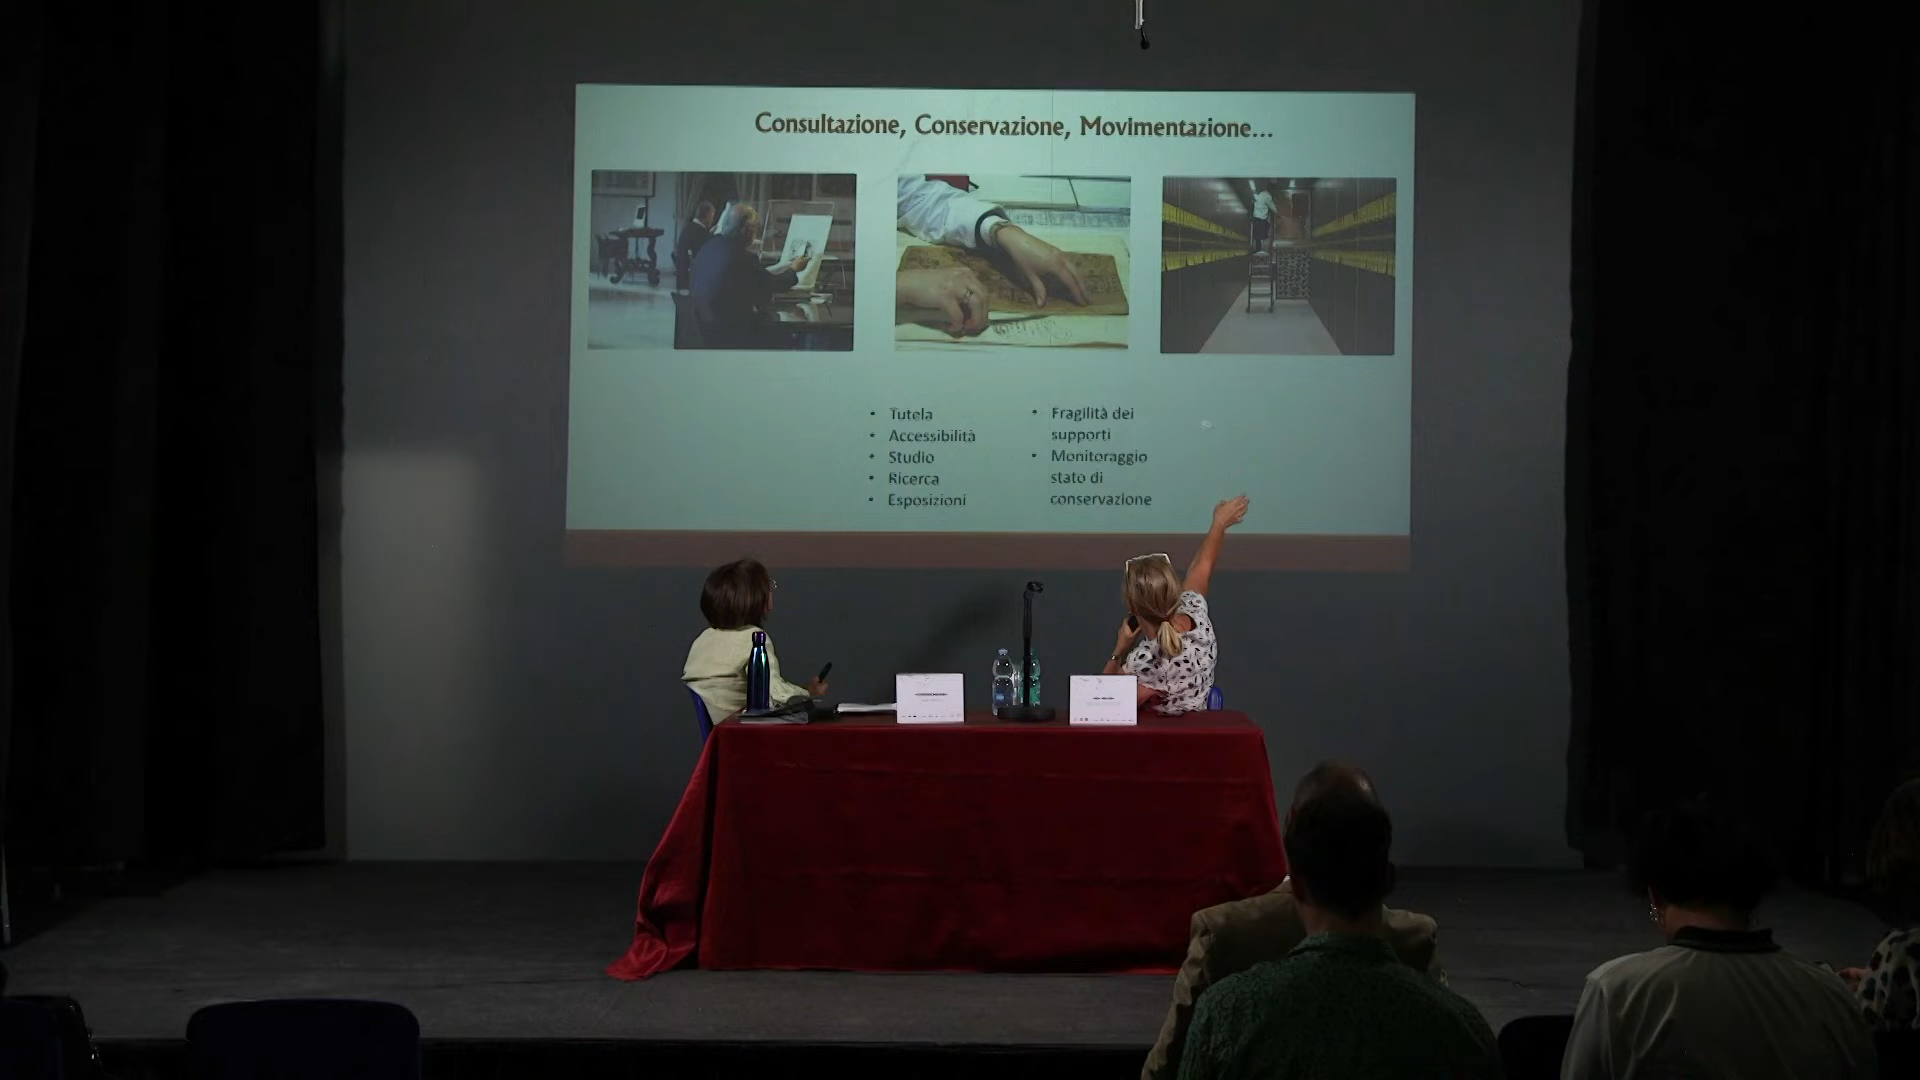 Consultazione, Conservazione, Movimentazione...
• Tutela
• Accessibilità
• Studio
• Ricerca
• Esposizioni
• Fragilità dei
supporti
• Monitoraggio
stato di
conservazione